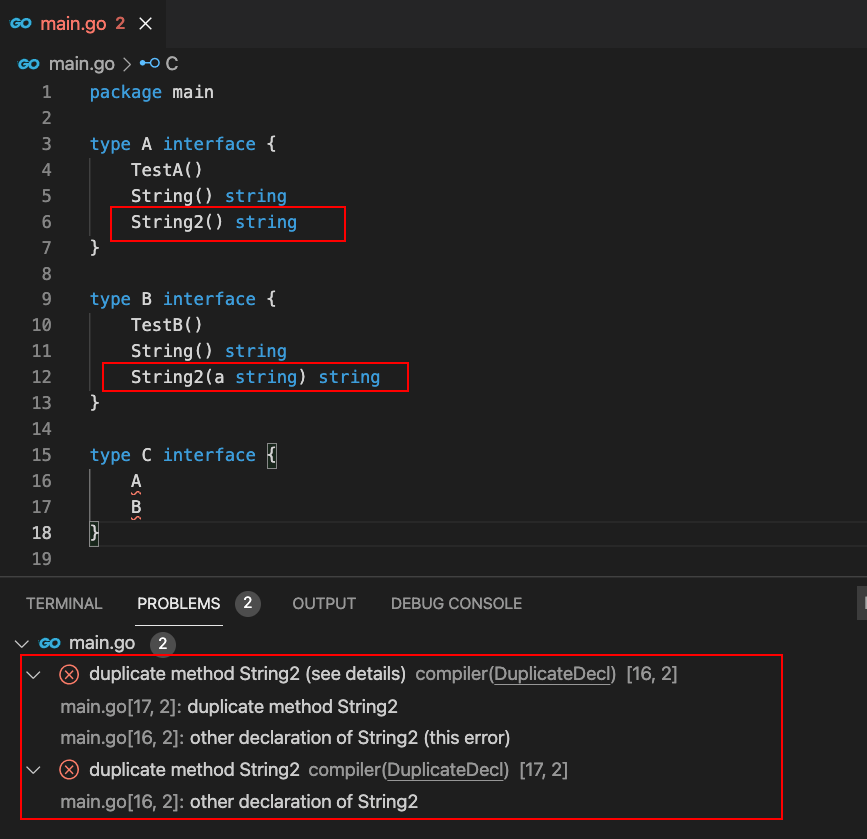 GO main.go 2
GO main.go > C
1 package main
2
3 type A interface {
4 TestA()
5 String() string
6 String2() string
7 }
8
9 type B interface {
10 TestB()
11 String() string
12 String2(a string) string
13 }
14
15 type C interface {
16 A
17 B
18 }
19
TERMINAL PROBLEMS 2 OUTPUT DEBUG CONSOLE
GO main.go 2
duplicate method String2 (see details) compiler(DuplicateDecl) [16, 2]
main.go[17, 2]: duplicate method String2
main.go[16, 2]: other declaration of String2 (this error)
duplicate method String2 compiler(DuplicateDecl) [17, 2]
main.go[16, 2]: other declaration of String2